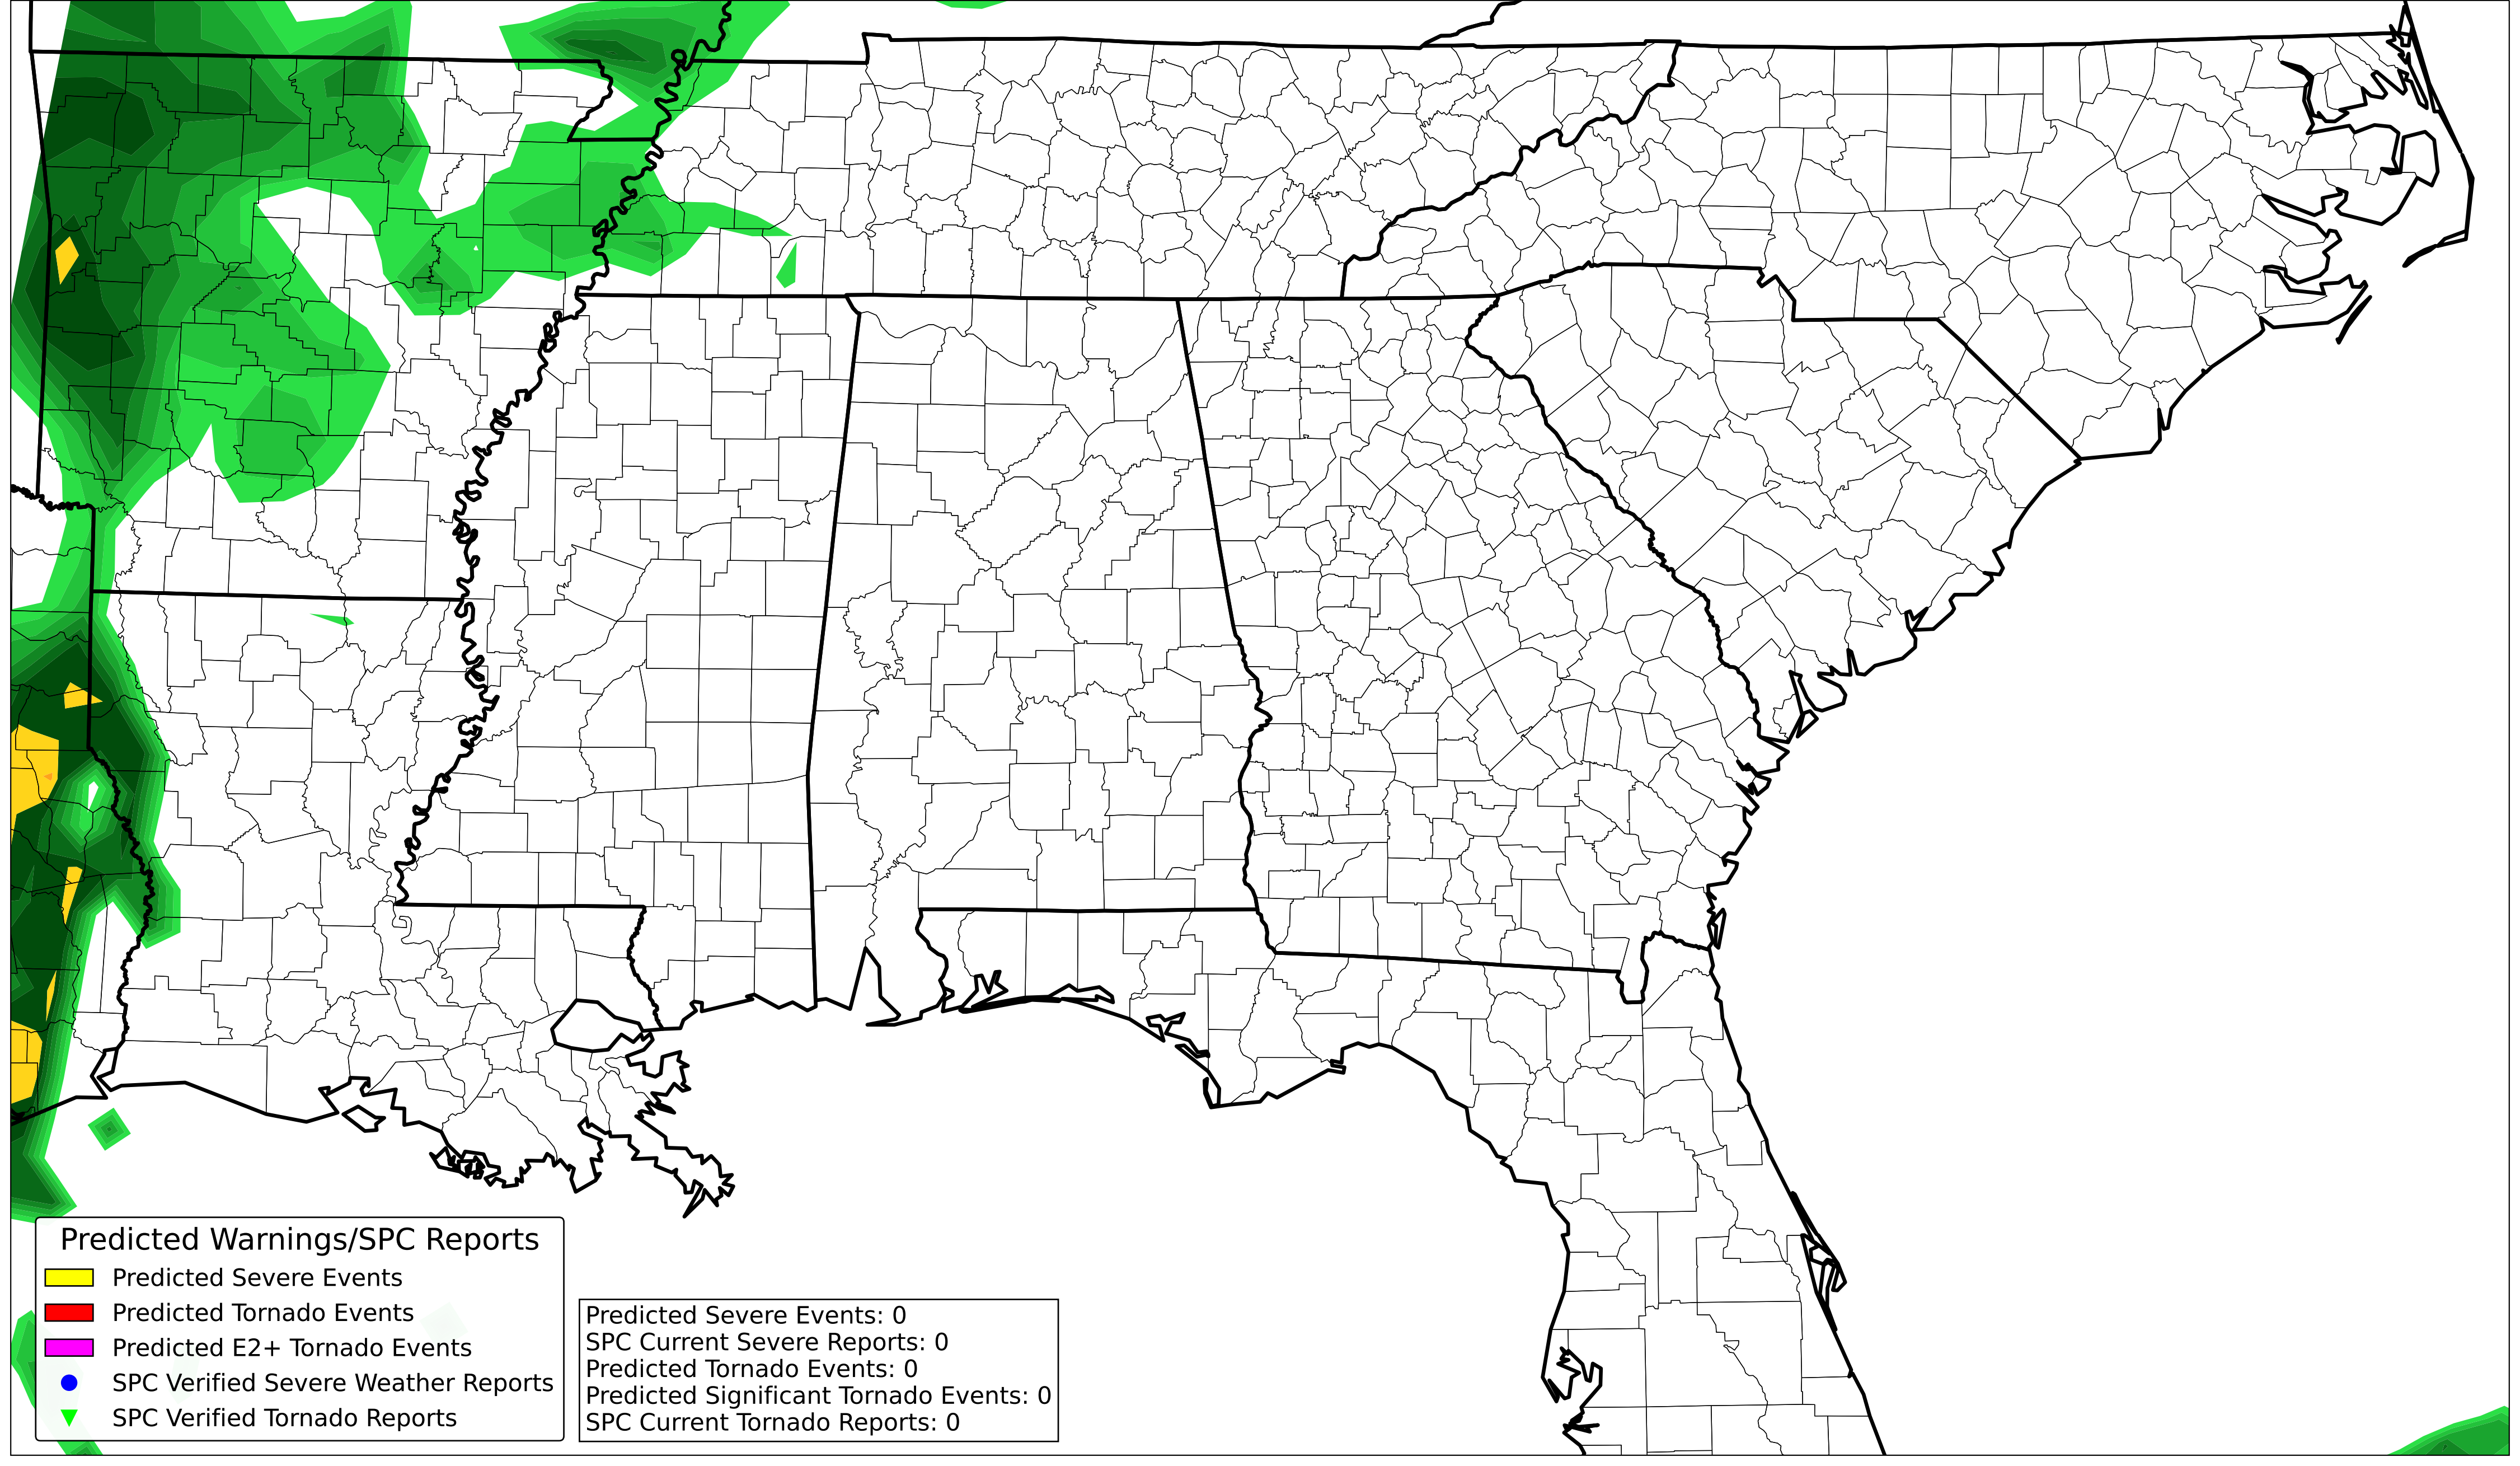 Predicted Warnings/SPC Reports
Predicted Severe Events
Predicted Tornado Events
Predicted E2+ Tornado Events
SPC Verified Severe Weather Reports
SPC Verified Tornado Reports
Predicted Severe Events: 0
SPC Current Severe Reports: 0
Predicted Tornado Events: 0
Predicted Significant Tornado Events: 0
SPC Current Tornado Reports: 0